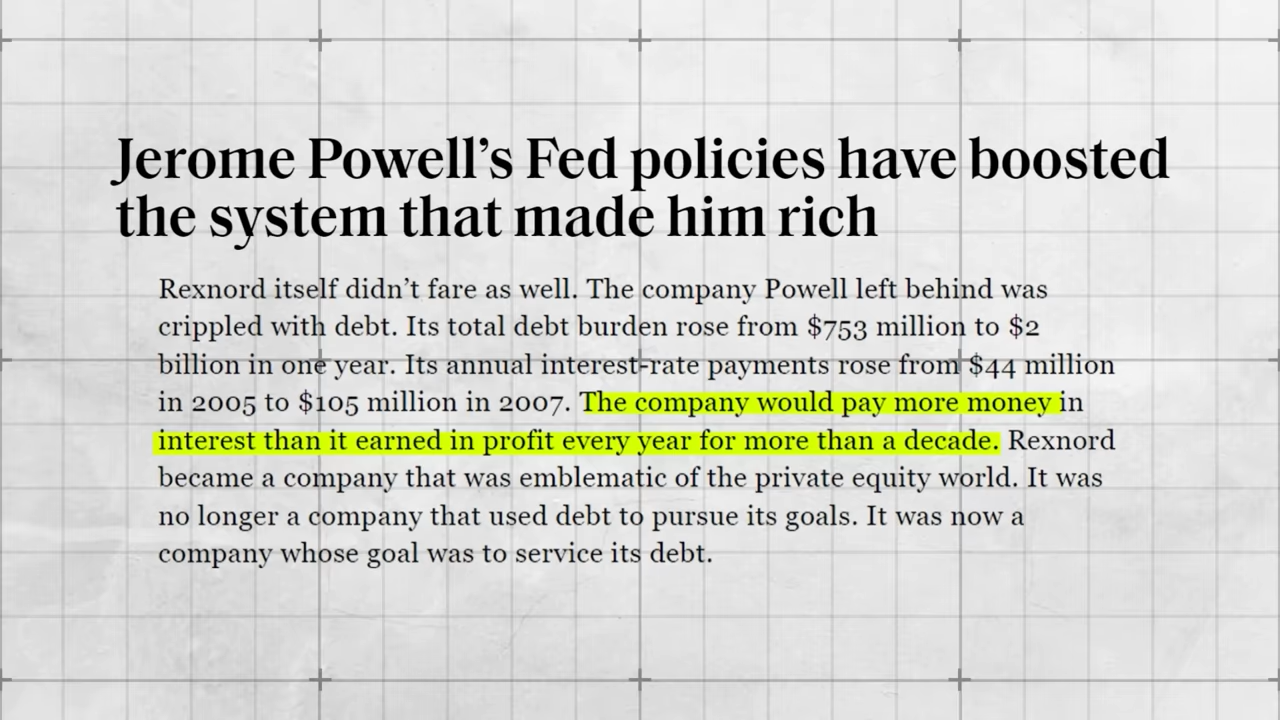 Jerome Powell’s Fed policies have boosted
the system that made him rich
Rexnord itself didn’t fare as well. The company Powell left behind was
crippled with debt. Its total debt burden rose from $753 million to $2
billion in one year. Its annual interest-rate payments rose from $44 million
in 2005 to $105 million in 2007. The company would pay more money in
interest than it earned in profit every year for more than a decade. Rexnord
became a company that was emblematic of the private equity world. It was
no longer a company that used debt to pursue its goals. It was now a
company whose goal was to service its debt.